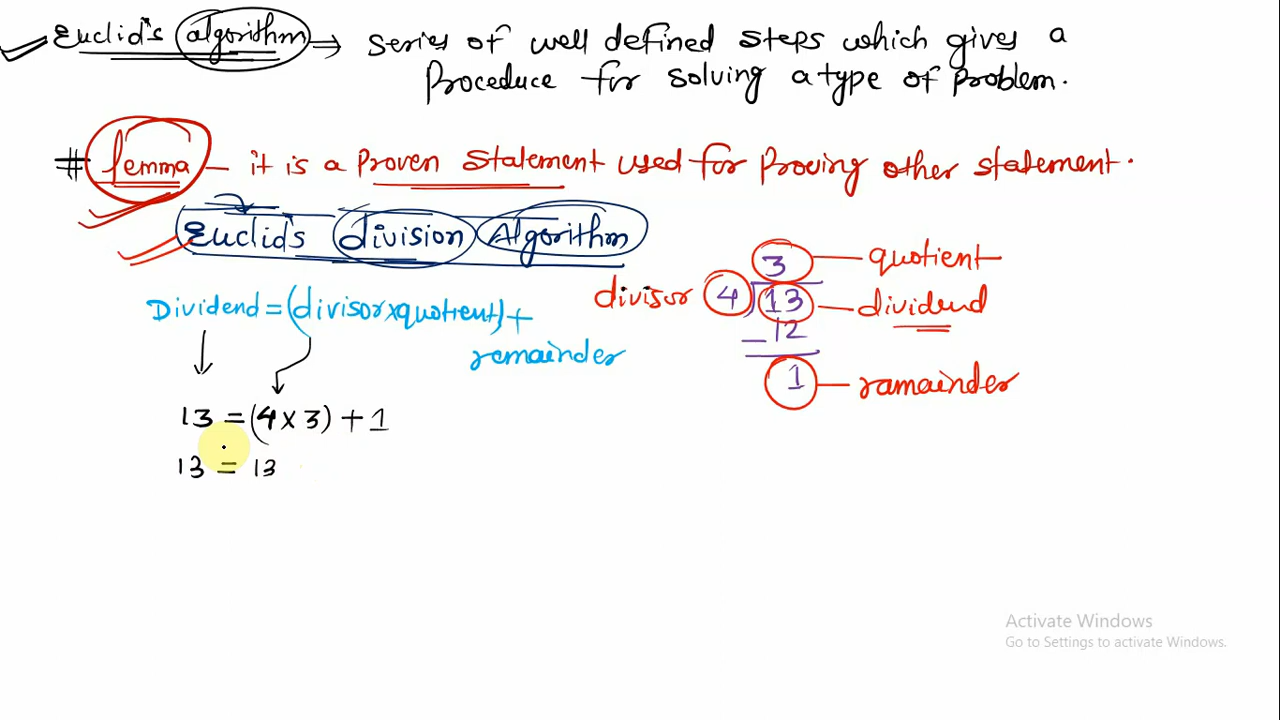 Euclid's algorithm ⇒ series of well defined steps which gives a
Proceduce for solving a type of Problem.
# lemma - it is a Proven statement used for Proving other statement.
Euclid's division Algorithm
Dividend = (divisor x quotient) +
remainder
13 = (4 x 3) + 1
13 = 13
3 — quotient
divisor 4) 13 — dividend
- 12
1 — ramainder
Activate Windows
Go to Settings to activate Windows.